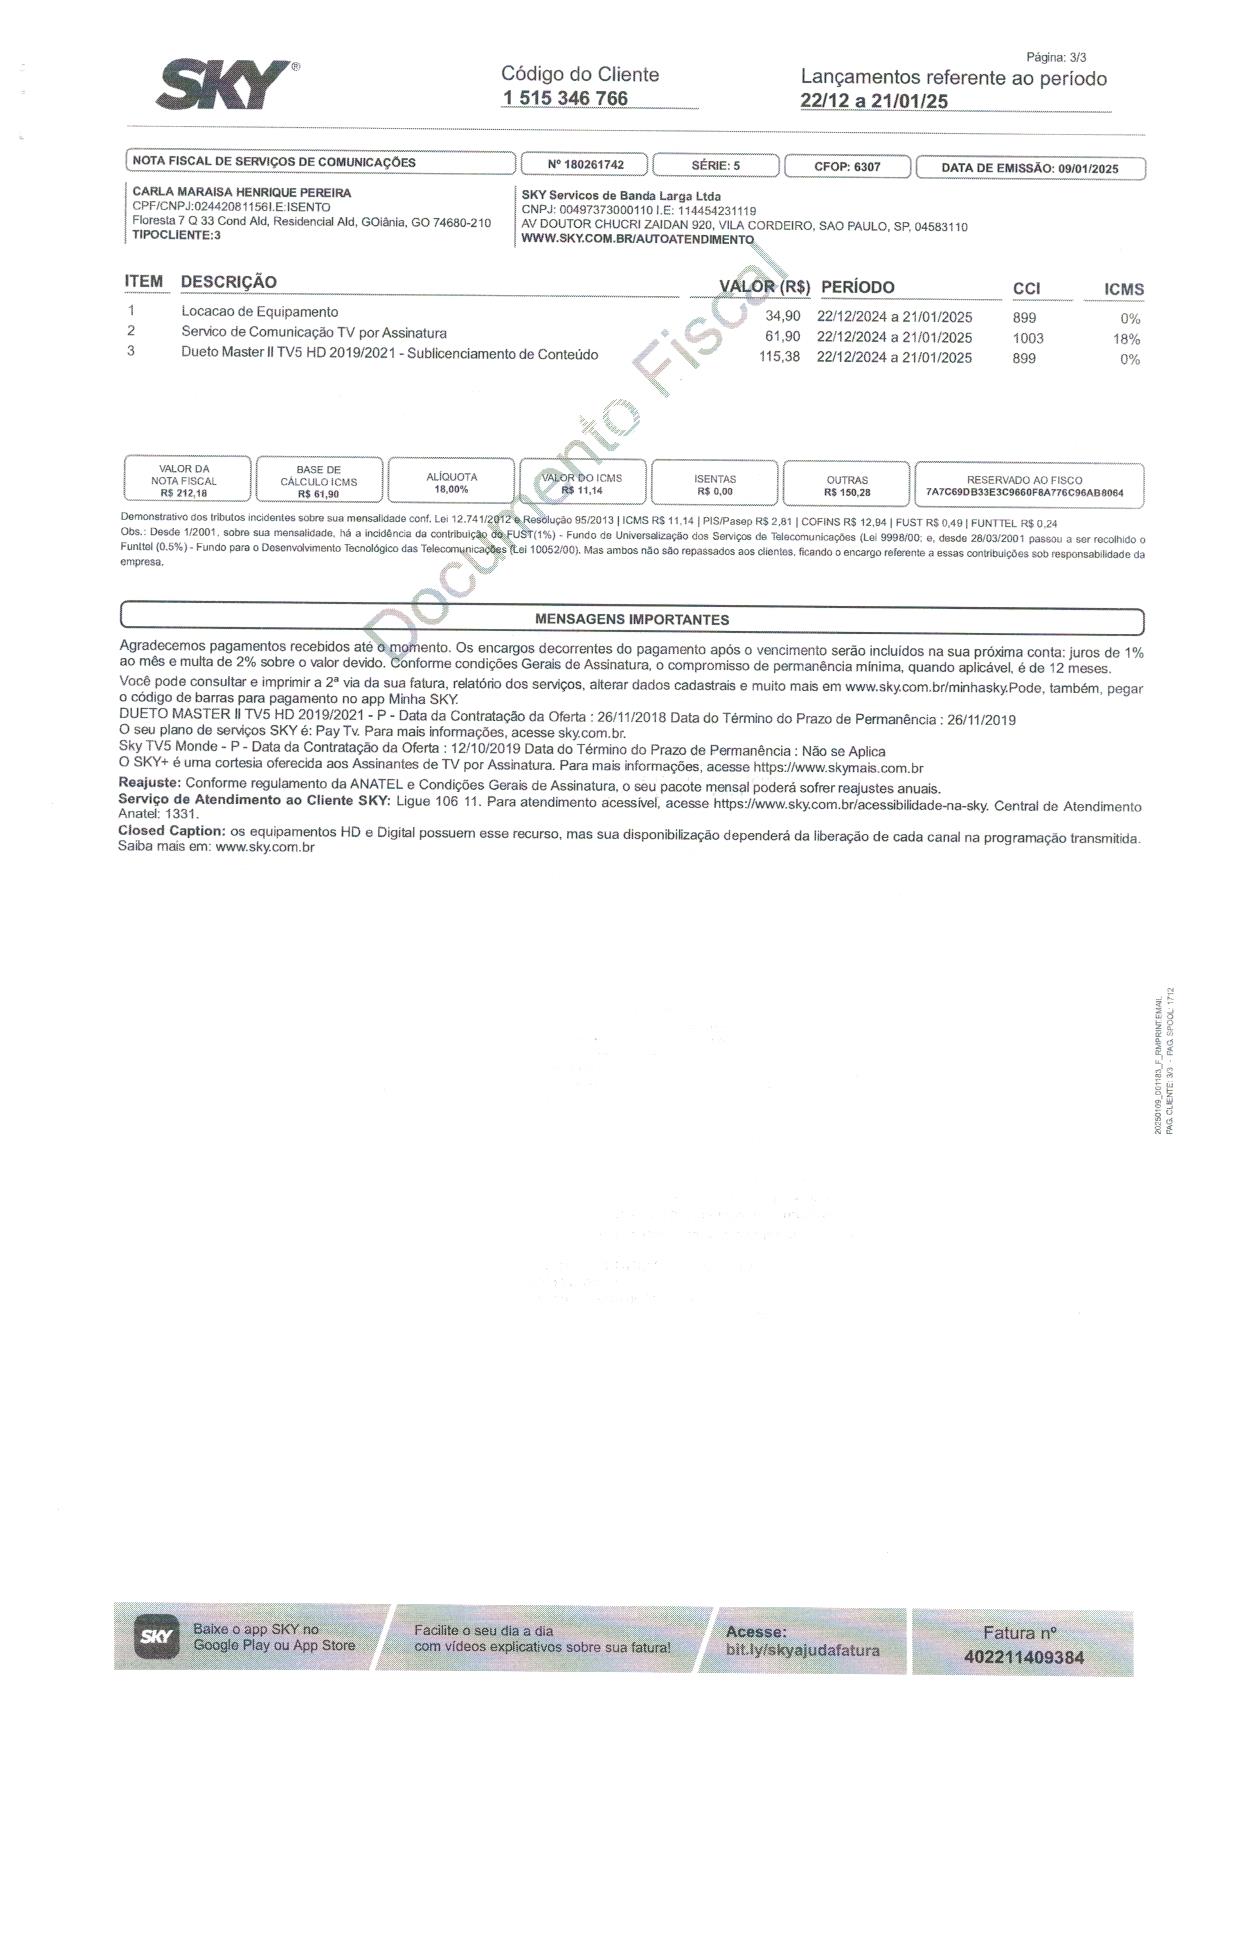 SKY®
Código do Cliente
1 515 346 766
Página: 3/3
Lançamentos referente ao período
22/12 a 21/01/25
NOTA FISCAL DE SERVIÇOS DE COMUNICAÇÕES
Nº 180261742
SÉRIE: 5
CFOP: 6307
DATA DE EMISSÃO: 09/01/2025
CARLA MARAISA HENRIQUE PEREIRA
CPF/CNPJ:02442081156I.E:ISENTO
Floresta 7 Q 33 Cond Ald, Residencial Ald, GOlânia, GO 74680-210
TIPOCLIENTE:3
SKY Servicos de Banda Larga Ltda
CNPJ: 00497373000110 I.E: 114454231119
AV DOUTOR CHUCRI ZAIDAN 920, VILA CORDEIRO, SAO PAULO, SP, 04583110
WWW.SKY.COM.BR/AUTOATENDIMENTO
ITEM DESCRIÇÃO VALOR (R$) PERÍODO CCI ICMS
1 Locacao de Equipamento 34,90 22/12/2024 a 21/01/2025 899 0%
2 Servico de Comunicação TV por Assinatura 61,90 22/12/2024 a 21/01/2025 1003 18%
3 Dueto Master II TV5 HD 2019/2021 - Sublicenciamento de Conteúdo 115,38 22/12/2024 a 21/01/2025 899 0%
Documento Fiscal
VALOR DA
NOTA FISCAL
R$ 212,18
BASE DE
CÁLCULO ICMS
R$ 61,90
ALÍQUOTA
18,00%
VALOR DO ICMS
R$ 11,14
ISENTAS
R$ 0,00
OUTRAS
R$ 150,28
RESERVADO AO FISCO
7A7C69DB33E3C9660F8A776C96AB8064
Demonstrativo dos tributos incidentes sobre sua mensalidade conf. Lei 12.741/2012 e Resolução 95/2013 | ICMS R$ 11,14 | PIS/Pasep R$ 2,81 | COFINS R$ 12,94 | FUST R$ 0,49 | FUNTTEL R$ 0,24
Obs.: Desde 1/2001, sobre sua mensalidade, há a incidência da contribuição do FUST(1%) - Fundo de Universalização dos Serviços de Telecomunicações (Lei 9998/00; e, desde 28/03/2001 passou a ser recolhido o
Funttel (0.5%) - Fundo para o Desenvolvimento Tecnológico das Telecomunicações (Lei 10052/00). Mas ambos não são repassados aos clientes, ficando o encargo referente a essas contribuições sob responsabilidade da
empresa.
MENSAGENS IMPORTANTES
Agradecemos pagamentos recebidos até o momento. Os encargos decorrentes do pagamento após o vencimento serão incluídos na sua próxima conta: juros de 1%
ao mês e multa de 2% sobre o valor devido. Conforme condições Gerais de Assinatura, o compromisso de permanência mínima, quando aplicável, é de 12 meses.
Você pode consultar e imprimir a 2ª via da sua fatura, relatório dos serviços, alterar dados cadastrais e muito mais em www.sky.com.br/minhasky.Pode, também, pegar
o código de barras para pagamento no app Minha SKY.
DUETO MASTER II TV5 HD 2019/2021 - P - Data da Contratação da Oferta : 26/11/2018 Data do Término do Prazo de Permanência : 26/11/2019
O seu plano de serviços SKY é: Pay Tv. Para mais informações, acesse sky.com.br.
Sky TV5 Monde - P - Data da Contratação da Oferta : 12/10/2019 Data do Término do Prazo de Permanência : Não se Aplica
O SKY+ é uma cortesia oferecida aos Assinantes de TV por Assinatura. Para mais informações, acesse https://www.skymais.com.br
Reajuste: Conforme regulamento da ANATEL e Condições Gerais de Assinatura, o seu pacote mensal poderá sofrer reajustes anuais.
Serviço de Atendimento ao Cliente SKY: Ligue 106 11. Para atendimento acessível, acesse https://www.sky.com.br/acessibilidade-na-sky. Central de Atendimento
Anatel: 1331.
Closed Caption: os equipamentos HD e Digital possuem esse recurso, mas sua disponibilização dependerá da liberação de cada canal na programação transmitida.
Saiba mais em: www.sky.com.br
20250109_001183_F_RMPRINT.EMAIL
PAG. CLIENTE: 3/3 - PAG. SPOOL: 1712
SKY
Baixe o app SKY no
Google Play ou App Store
Facilite o seu dia a dia
com vídeos explicativos sobre sua fatura!
Acesse:
bit.ly/skyajudafatura
Fatura nº
402211409384